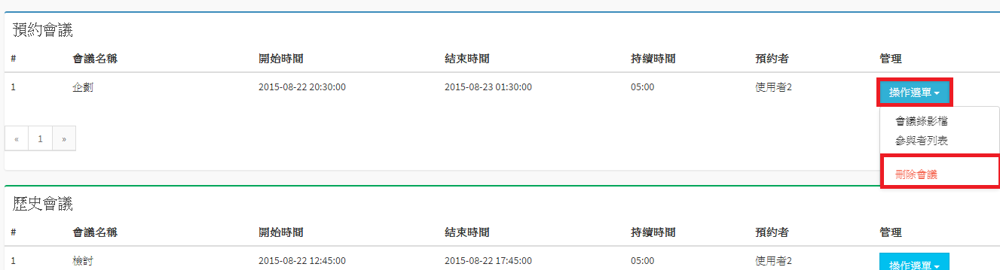 預約會議
# 會議名稱 開始時間 結束時間 持續時間 預約者 管理
1 企劃 2015-08-22 20:30:00 2015-08-23 01:30:00 05:00 使用者2 操作選單
會議錄影檔
參與者列表
« 1 »
刪除會議
歷史會議
# 會議名稱 開始時間 結束時間 持續時間 預約者 管理
1 檢討 2015-08-22 12:45:00 2015-08-22 17:45:00 05:00 使用者2 操作選單